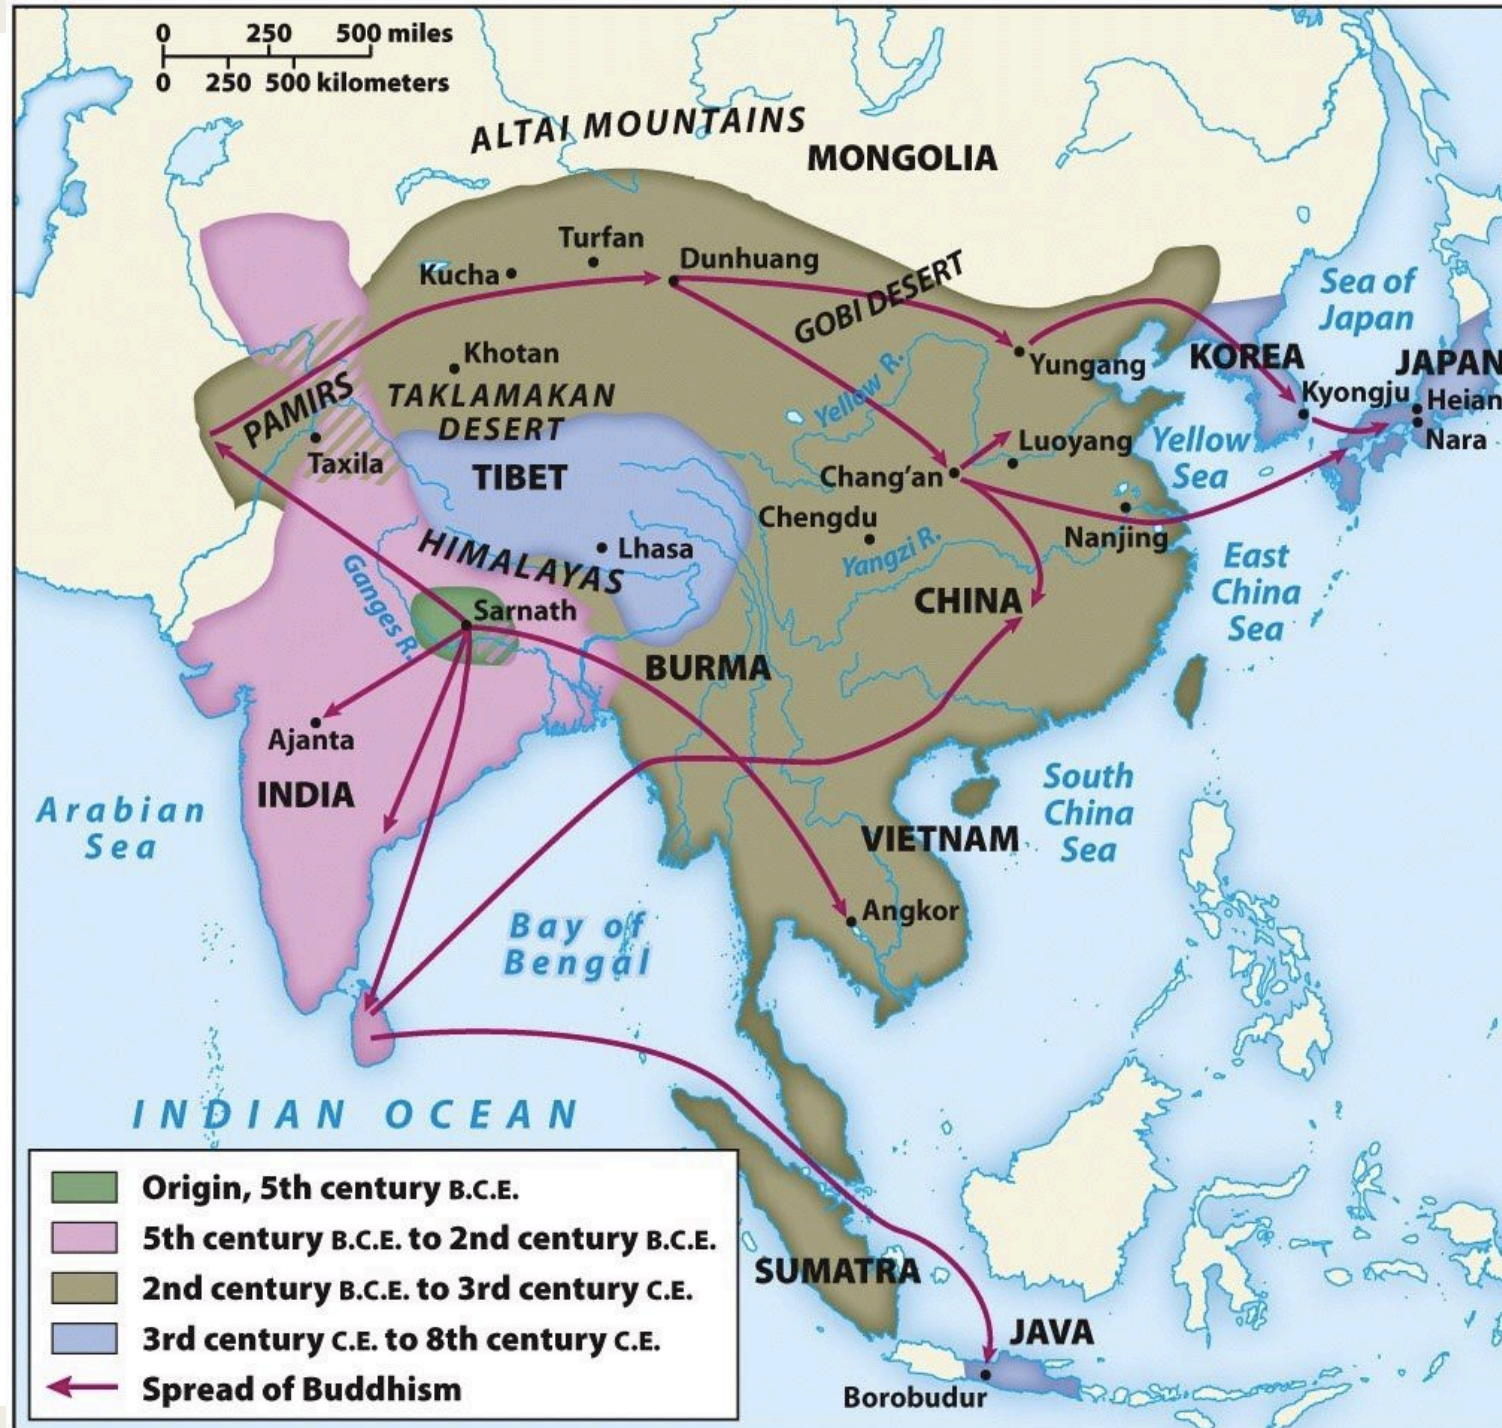 0 250 500 miles
0 250 500 kilometers
ALTAI MOUNTAINS
MONGOLIA
Turfan
Kucha
Dunhuang
GOBI DESERT
Sea of
Japan
Khotan
Yungang
KOREA
JAPAN
PAMIRS
TAKLAMAKAN
DESERT
Yellow R.
Kyongju
Heian
Nara
Taxila
TIBET
Luoyang
Yellow
Sea
Chang'an
Chengdu
Nanjing
HIMALAYAS
Lhasa
Yangzi R.
East
China
Sea
Ganges R.
Sarnath
CHINA
BURMA
Ajanta
INDIA
Arabian
Sea
South
China
Sea
VIETNAM
Angkor
Bay of
Bengal
INDIAN OCEAN
SUMATRA
JAVA
Borobudur
Origin, 5th century B.C.E.
5th century B.C.E. to 2nd century B.C.E.
2nd century B.C.E. to 3rd century C.E.
3rd century C.E. to 8th century C.E.
Spread of Buddhism